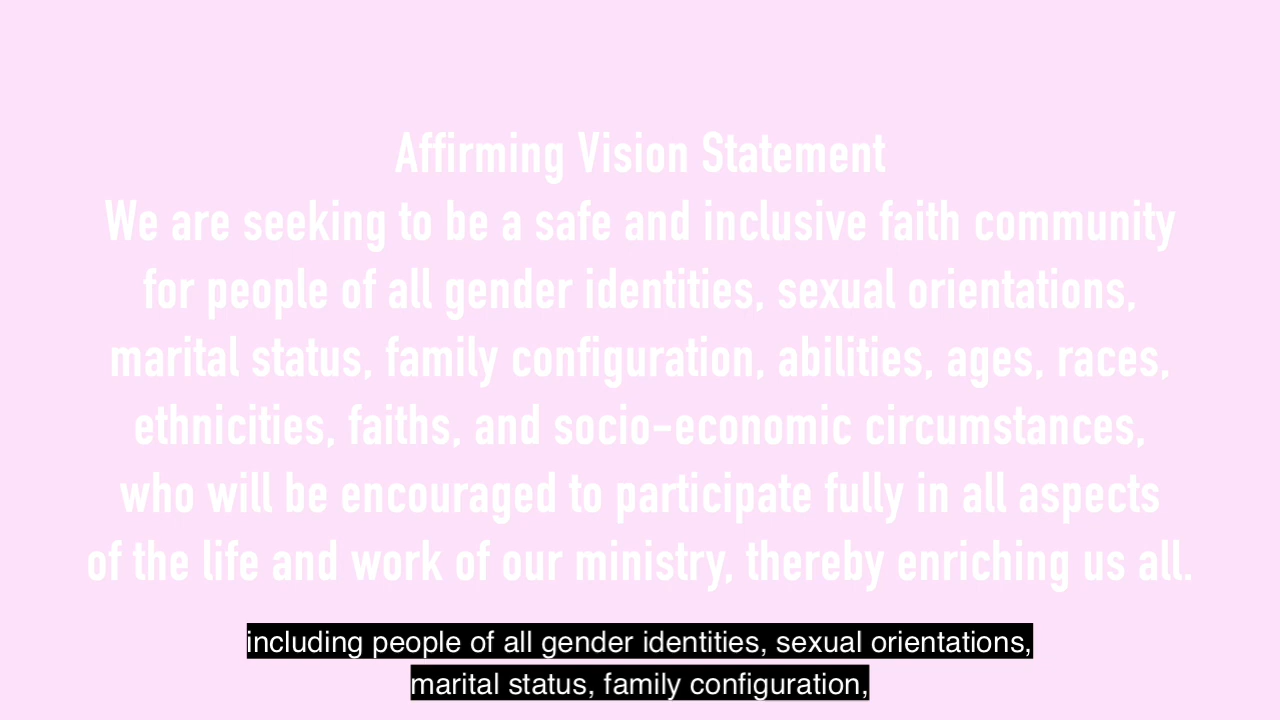 Affirming Vision Statement
We are seeking to be a safe and inclusive faith community
for people of all gender identities, sexual orientations,
marital status, family configuration, abilities, ages, races,
ethnicities, faiths, and socio-economic circumstances,
who will be encouraged to participate fully in all aspects
of the life and work of our ministry, thereby enriching us all.
including people of all gender identities, sexual orientations,
marital status, family configuration,